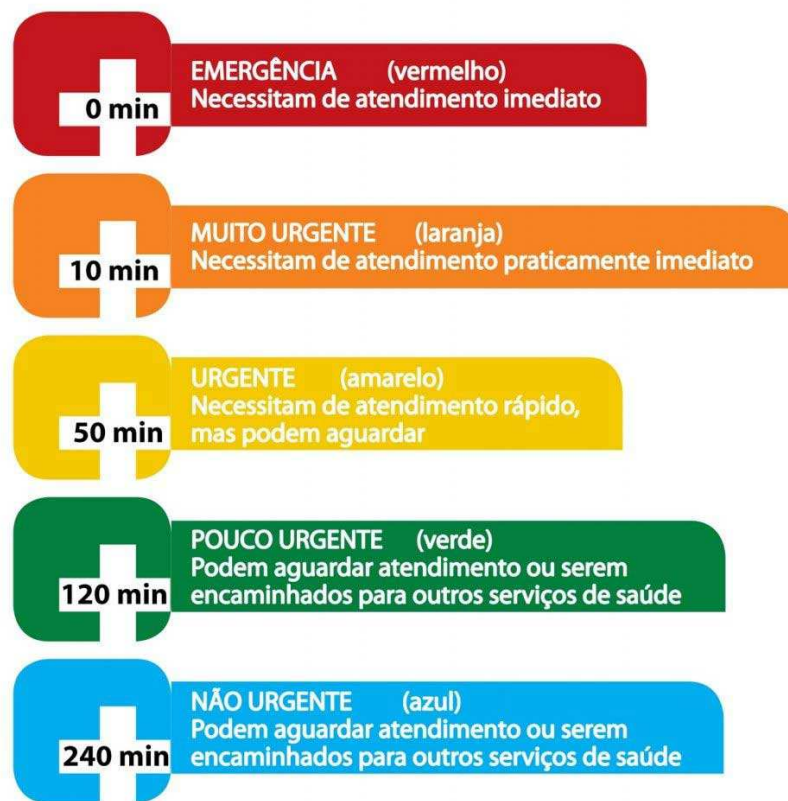 EMERGÊNCIA (vermelho)
Necessitam de atendimento imediato
0 min
MUITO URGENTE (laranja)
Necessitam de atendimento praticamente imediato
10 min
URGENTE (amarelo)
Necessitam de atendimento rápido,
mas podem aguardar
50 min
POUCO URGENTE (verde)
Podem aguardar atendimento ou serem
encaminhados para outros serviços de saúde
120 min
NÃO URGENTE (azul)
Podem aguardar atendimento ou serem
encaminhados para outros serviços de saúde
240 min